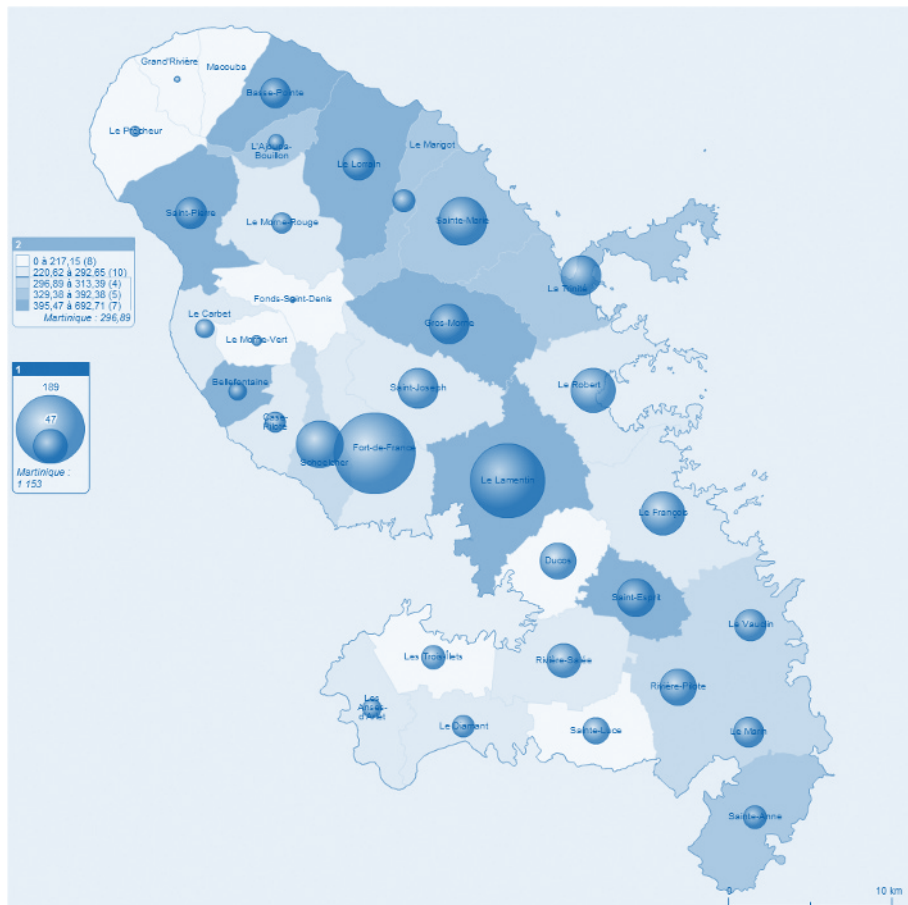 Grand'Rivière
Macouba
Basse-Pointe
Le Prêcheur
L'Ajoupa-
Bouillon
Le Marigot
Le Lorrain
Saint-Pierre
Le Morne-Rouge
Sainte-Marie
2
0 à 217,15 (8)
220,62 à 292,65 (10)
296,89 à 313,39 (4)
329,38 à 392,38 (5)
395,47 à 692,71 (7)
Martinique : 296,89
La Trinité
Fonds-Saint-Denis
Le Carbet
Gros-Morne
Le Morne-Vert
1
189
47
Martinique :
1 153
Bellefontaine
Saint-Joseph
Le Robert
Case-
Pilote
Schoelcher
Fort-de-France
Le Lamentin
Le François
Ducos
Saint-Esprit
Le Vauclin
Les Trois-Îlets
Rivière-Salée
Rivière-Pilote
Les
Anses-
d'Arlet
Le Diamant
Sainte-Luce
Le Marin
Sainte-Anne
0
10 km